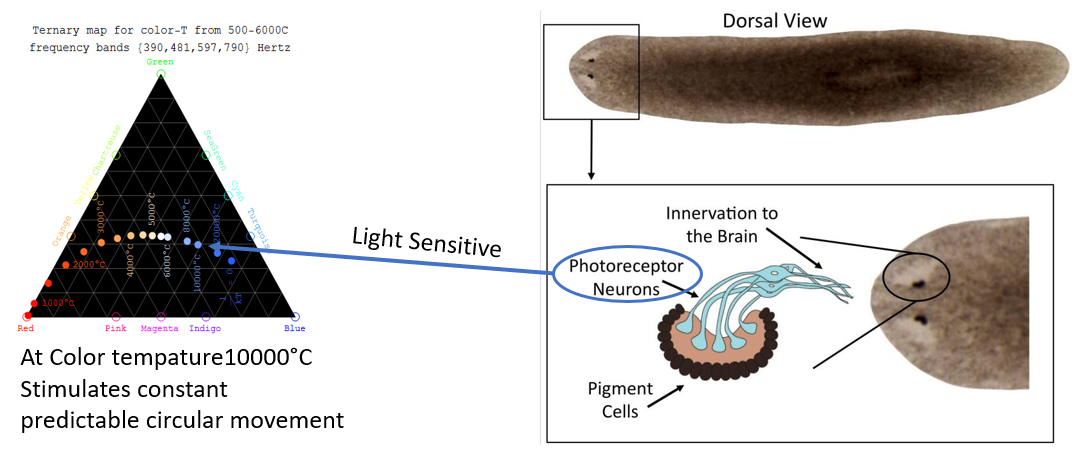 Ternary map for color-T from 500-6000C
frequency bands {390,481,597,790} Hertz
Green
Chartreuse
SeaGreen
Yellow
Cyan
Orange
Turquois
1000°C
2000°C
3000°C
4000°C
5000°C
6000°C
8000°C
10000°C
Red
Pink
Magenta
Indigo
Blue
At Color tempature10000°C
Stimulates constant
predictable circular movement
Light Sensitive
Dorsal View
Innervation to
the Brain
Photoreceptor
Neurons
Pigment
Cells